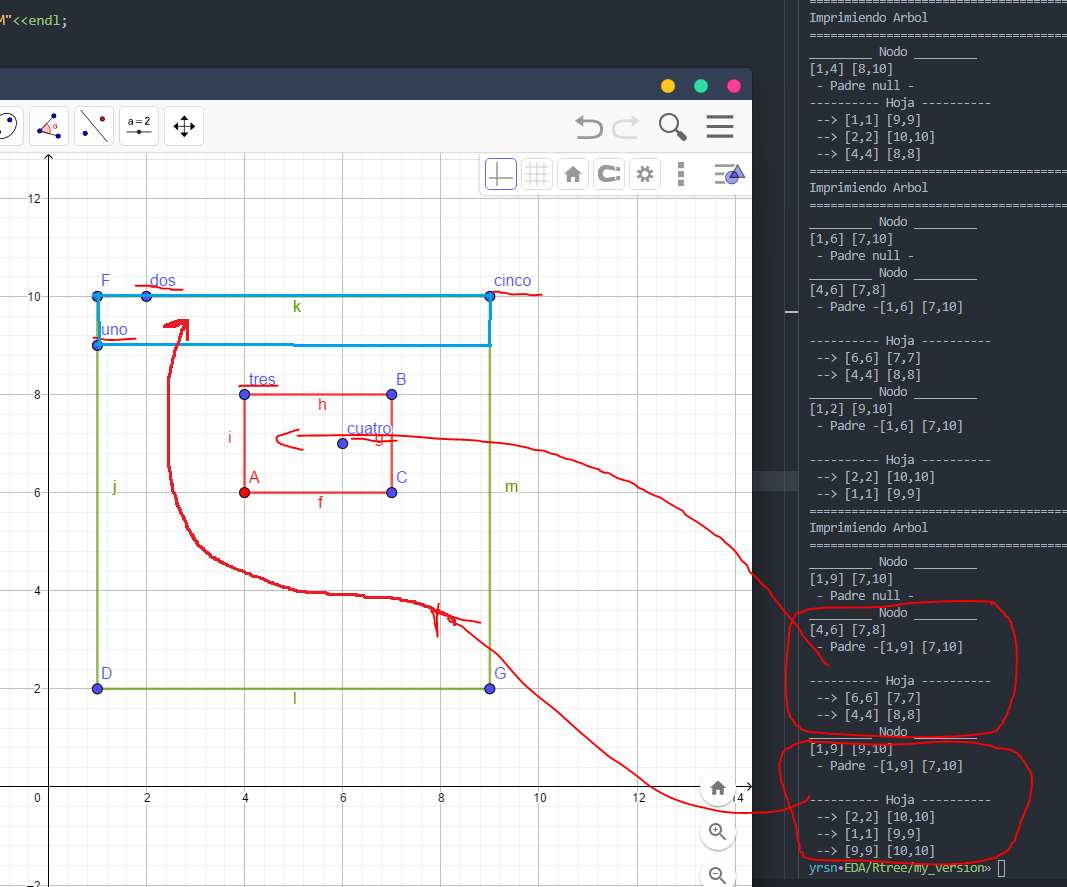 M"<<endl;
a = 2
12
10
8
6
4
2
0
2
4
6
8
10
12
14
−2
F
dos
cinco
k
uno
tres
B
h
cuatro
i
g
A
C
f
j
m
D
G
l
Imprimiendo Arbol
========================================
________ Nodo _________
[1,4] [8,10]
- Padre null -
---------- Hoja ----------
--> [1,1] [9,9]
--> [2,2] [10,10]
--> [4,4] [8,8]
========================================
Imprimiendo Arbol
========================================
________ Nodo _________
[1,6] [7,10]
- Padre null -
________ Nodo _________
[4,6] [7,8]
- Padre -[1,6] [7,10]
---------- Hoja ----------
--> [6,6] [7,7]
--> [4,4] [8,8]
________ Nodo _________
[1,2] [9,10]
- Padre -[1,6] [7,10]
---------- Hoja ----------
--> [2,2] [10,10]
--> [1,1] [9,9]
========================================
Imprimiendo Arbol
========================================
________ Nodo _________
[1,9] [7,10]
- Padre null -
________ Nodo _________
[4,6] [7,8]
- Padre -[1,9] [7,10]
---------- Hoja ----------
--> [6,6] [7,7]
--> [4,4] [8,8]
________ Nodo _________
[1,9] [9,10]
- Padre -[1,9] [7,10]
---------- Hoja ----------
--> [2,2] [10,10]
--> [1,1] [9,9]
--> [9,9] [10,10]
yrsn•EDA/Rtree/my_version»